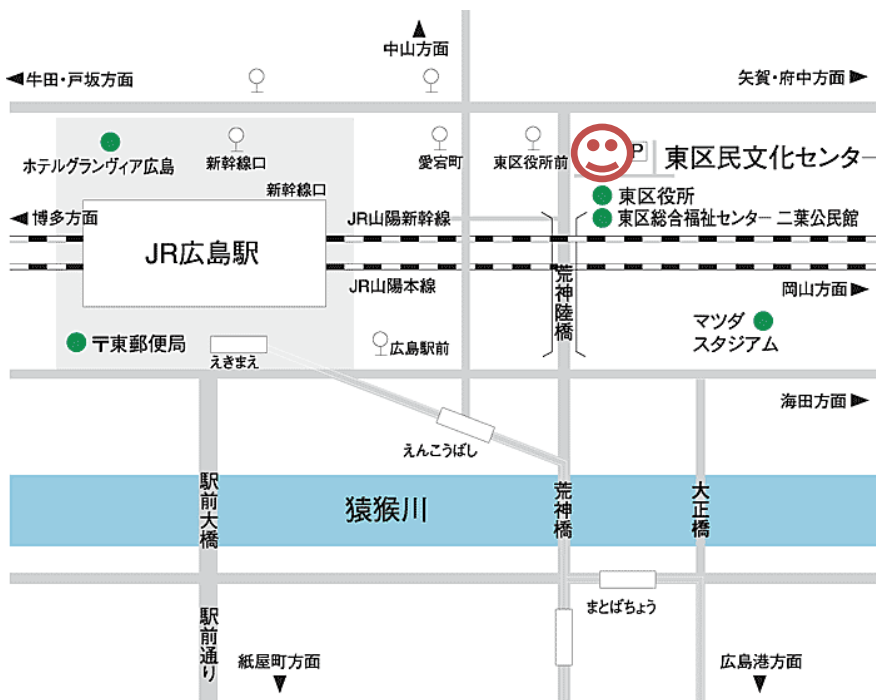 中山方面
牛田・戸坂方面
矢賀・府中方面
ホテルグランヴィア広島
新幹線口
愛宕町
東区役所前
P
東区民文化センター
東区役所
東区総合福祉センター 二葉公民館
新幹線口
博多方面
JR山陽新幹線
JR広島駅
JR山陽本線
荒神陸橋
岡山方面
マツダ
スタジアム
〒東郵便局
えきまえ
広島駅前
海田方面
えんこうばし
駅前大橋
猿猴川
荒神橋
大正橋
まとばちょう
駅前通り
紙屋町方面
広島港方面